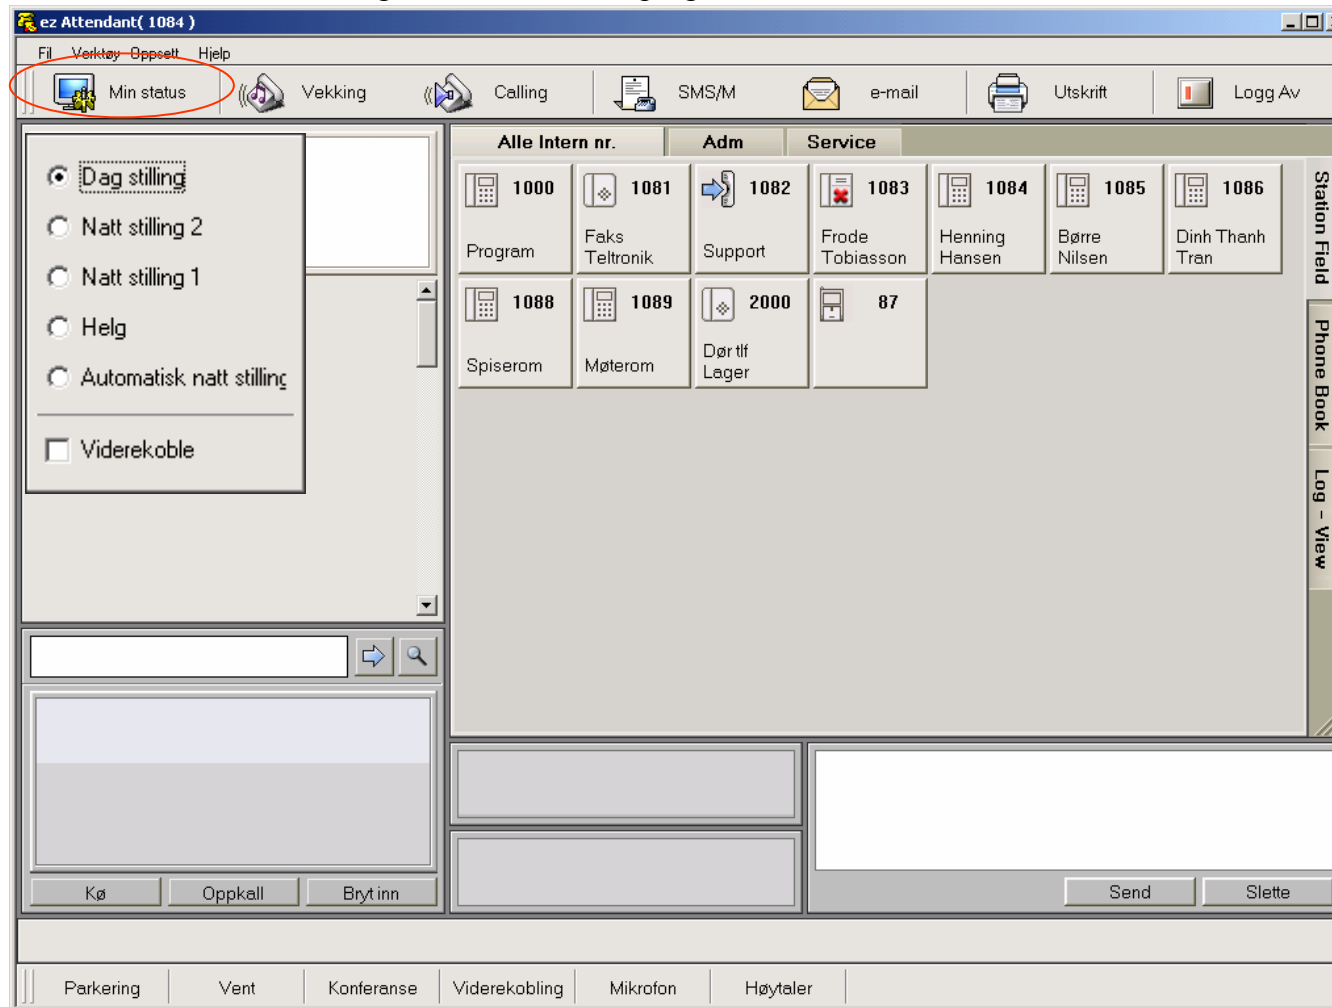 ez Attendant( 1084 )
Fil Verktøy Oppsett Hjelp
Min status Vekking Calling SMS/M e-mail Utskrift Logg Av
Dag stilling
Natt stilling 2
Natt stilling 1
Helg
Automatisk natt stilling
Viderekoble
Alle Intern nr. Adm Service
1000 1081 1082 1083 1084 1085 1086
Program Faks Teltronik Support Frode Tobiasson Henning Hansen Børre Nilsen Dinh Thanh Tran
1088 1089 2000 87
Spiserom Møterom Dør tlf Lager
Station Field
Phone Book
Log - View
Kø Oppkall Bryt inn
Send Slette
Parkering Vent Konferanse Viderekobling Mikrofon Høytaler